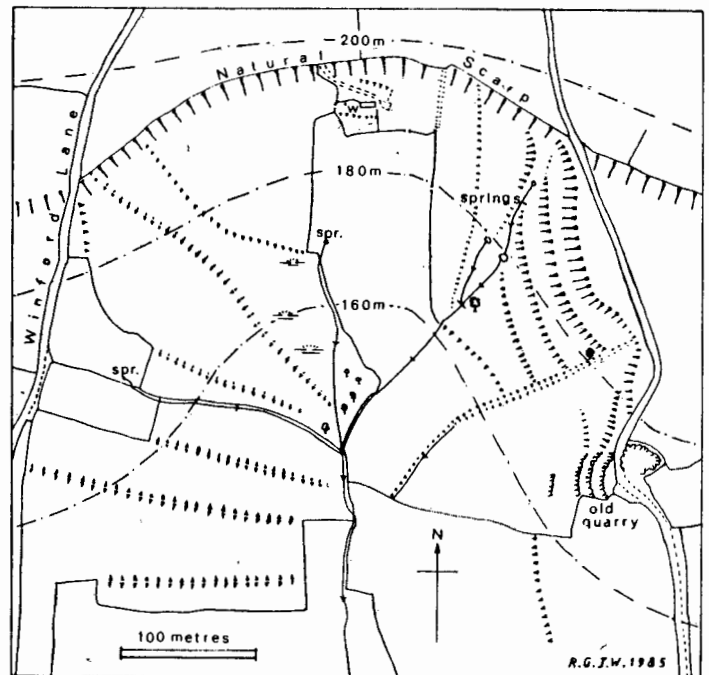 200m
Natural Scarp
W
180m
springs
spr.
Winford Lane
160m
spr.
old
quarry
N
100 metres
R.G.J.W. 1985